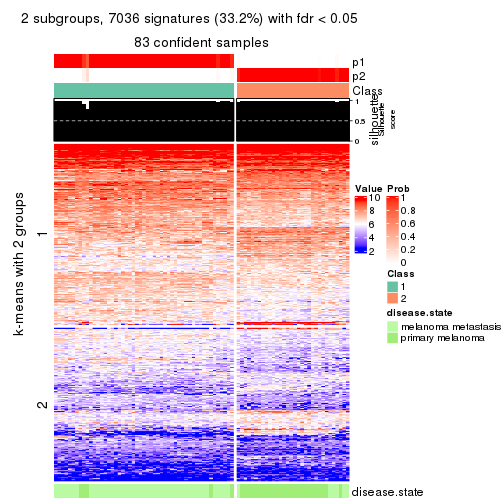 2 subgroups, 7036 signatures (33.2%) with fdr < 0.05
83 confident samples
p1
p2
Class
1
0.5
0
silhouette
Silhouette
score
k-means with 2 groups
1
2
Value
10
8
6
4
2
Prob
1
0.8
0.6
0.4
0.2
0
Class
1
2
disease.state
melanoma metastasis
primary melanoma
disease.state